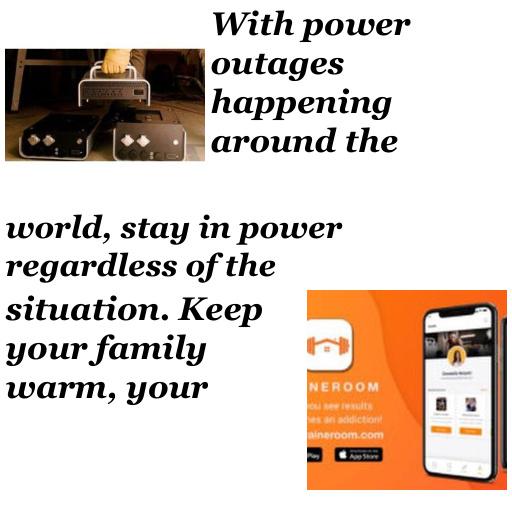 With power
outages
happening
around the
world, stay in power
regardless of the
situation. Keep
your family
warm, your
NEROOM
ou see results
es an addiction!
raineroom.com
Play
App Store